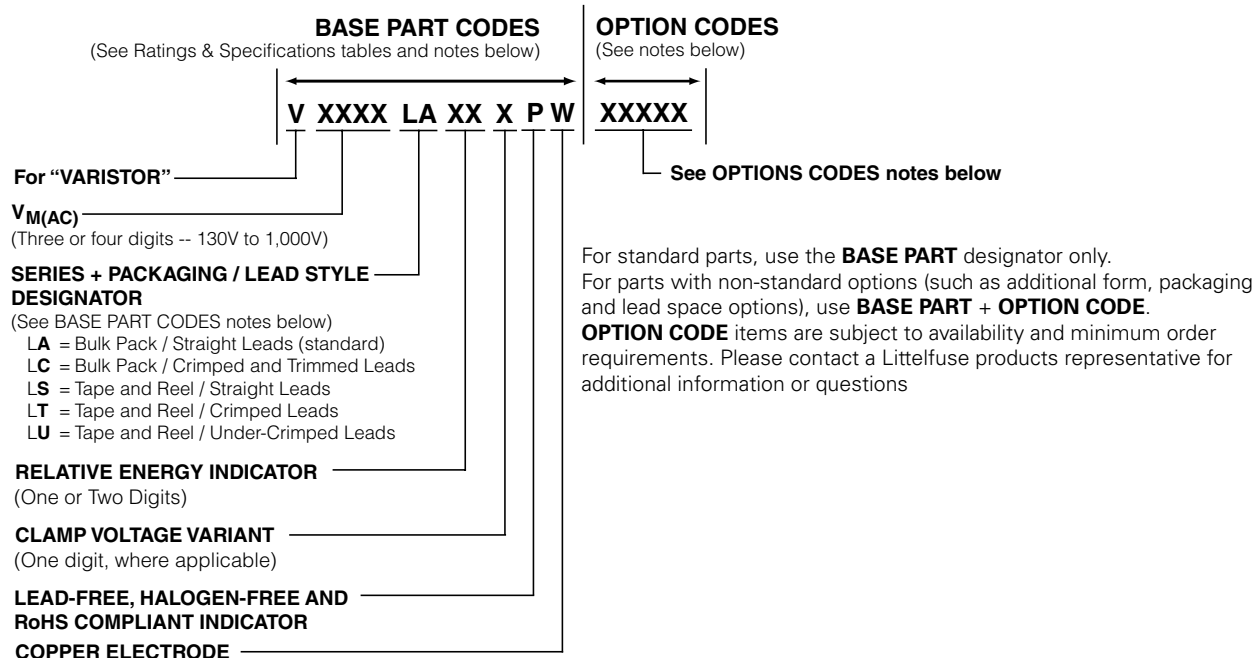 BASE PART CODES
(See Ratings & Specifications tables and notes below)
OPTION CODES
(See notes below)
V XXXX LA XX X P W XXXXX
For “VARISTOR”
See OPTIONS CODES notes below
VM(AC)
(Three or four digits -- 130V to 1,000V)
SERIES + PACKAGING / LEAD STYLE
DESIGNATOR
(See BASE PART CODES notes below)
LA = Bulk Pack / Straight Leads (standard)
LC = Bulk Pack / Crimped and Trimmed Leads
LS = Tape and Reel / Straight Leads
LT = Tape and Reel / Crimped Leads
LU = Tape and Reel / Under-Crimped Leads
For standard parts, use the BASE PART designator only.
For parts with non-standard options (such as additional form, packaging
and lead space options), use BASE PART + OPTION CODE.
OPTION CODE items are subject to availability and minimum order
requirements. Please contact a Littelfuse products representative for
additional information or questions
RELATIVE ENERGY INDICATOR
(One or Two Digits)
CLAMP VOLTAGE VARIANT
(One digit, where applicable)
LEAD-FREE, HALOGEN-FREE AND
RoHS COMPLIANT INDICATOR
COPPER ELECTRODE